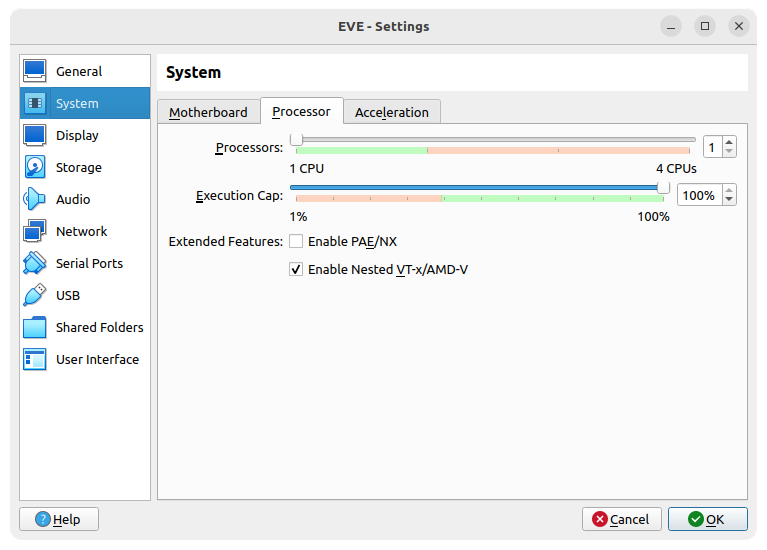 EVE - Settings
General
System
Display
Storage
Audio
Network
Serial Ports
USB
Shared Folders
User Interface
System
Motherboard
Processor
Acceleration
Processors:
1
1 CPU
4 CPUs
Execution Cap:
100%
1%
100%
Extended Features:
Enable PAE/NX
Enable Nested VT-x/AMD-V
Help
Cancel
OK